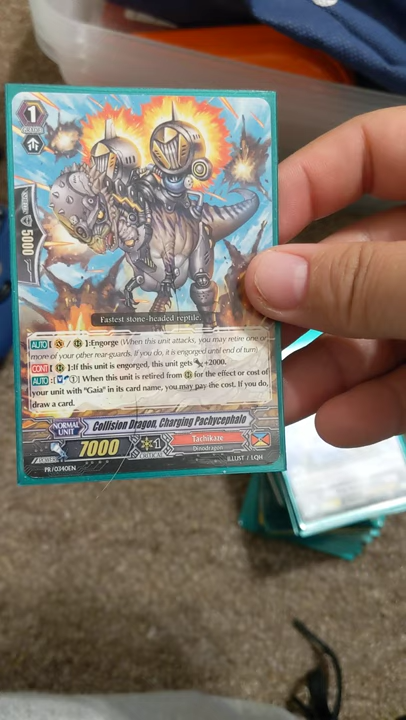 1
5000
Fastest stone-headed reptile.
AUTO [ / ]:Engorge (When this unit attacks, you may retire one or
more of your other rear-guards. If you do, it is engorged until end of turn)
CONT [ ]:If this unit is engorged, this unit gets +2000.
AUTO :[ ] When this unit is retired from for the effect or cost of
your unit with "Gaia" in its card name, you may pay the cost. If you do,
draw a card.
NORMAL UNIT
Collision Dragon, Charging Pachycephalo
7000
POWER
1
CRITICAL
Tachikaze
Dinodragon
PR/0340EN
ILLUST / LQH